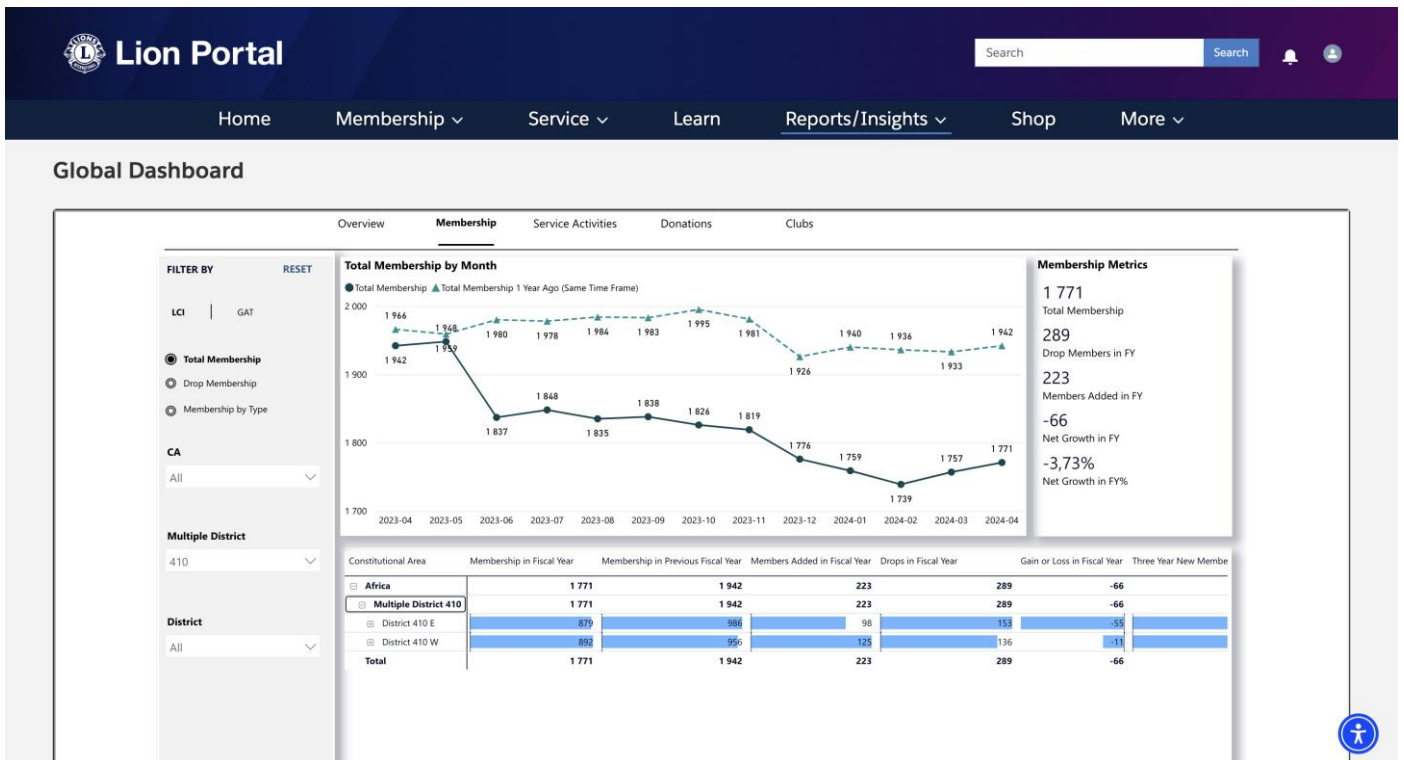 Lion Portal
Search Search
Home Membership Service Learn Reports/Insights Shop More
Global Dashboard
Overview Membership Service Activities Donations Clubs
FILTER BY RESET
LCI | GAT
Total Membership
Drop Membership
Membership by Type
CA
All
Multiple District
410
District
All
Total Membership by Month
Total Membership Total Membership 1 Year Ago (Same Time Frame)
2 000
1 900
1 800
1 700
1 966 1 948 1 980 1 978 1 984 1 983 1 995 1 981 1 926 1 940 1 936 1 933 1 942
1 942 1 959 1 837 1 848 1 835 1 838 1 826 1 819 1 776 1 759 1 739 1 757 1 771
2023-04 2023-05 2023-06 2023-07 2023-08 2023-09 2023-10 2023-11 2023-12 2024-01 2024-02 2024-03 2024-04
Membership Metrics
1 771
Total Membership
289
Drop Members in FY
223
Members Added in FY
-66
Net Growth in FY
-3,73%
Net Growth in FY%
Constitutional Area Membership in Fiscal Year Membership in Previous Fiscal Year Members Added in Fiscal Year Drops in Fiscal Year Gain or Loss in Fiscal Year Three Year New Membe
Africa 1 771 1 942 223 289 -66
Multiple District 410 1 771 1 942 223 289 -66
District 410 E 879 986 98 153 -55
District 410 W 892 956 125 136 -11
Total 1 771 1 942 223 289 -66